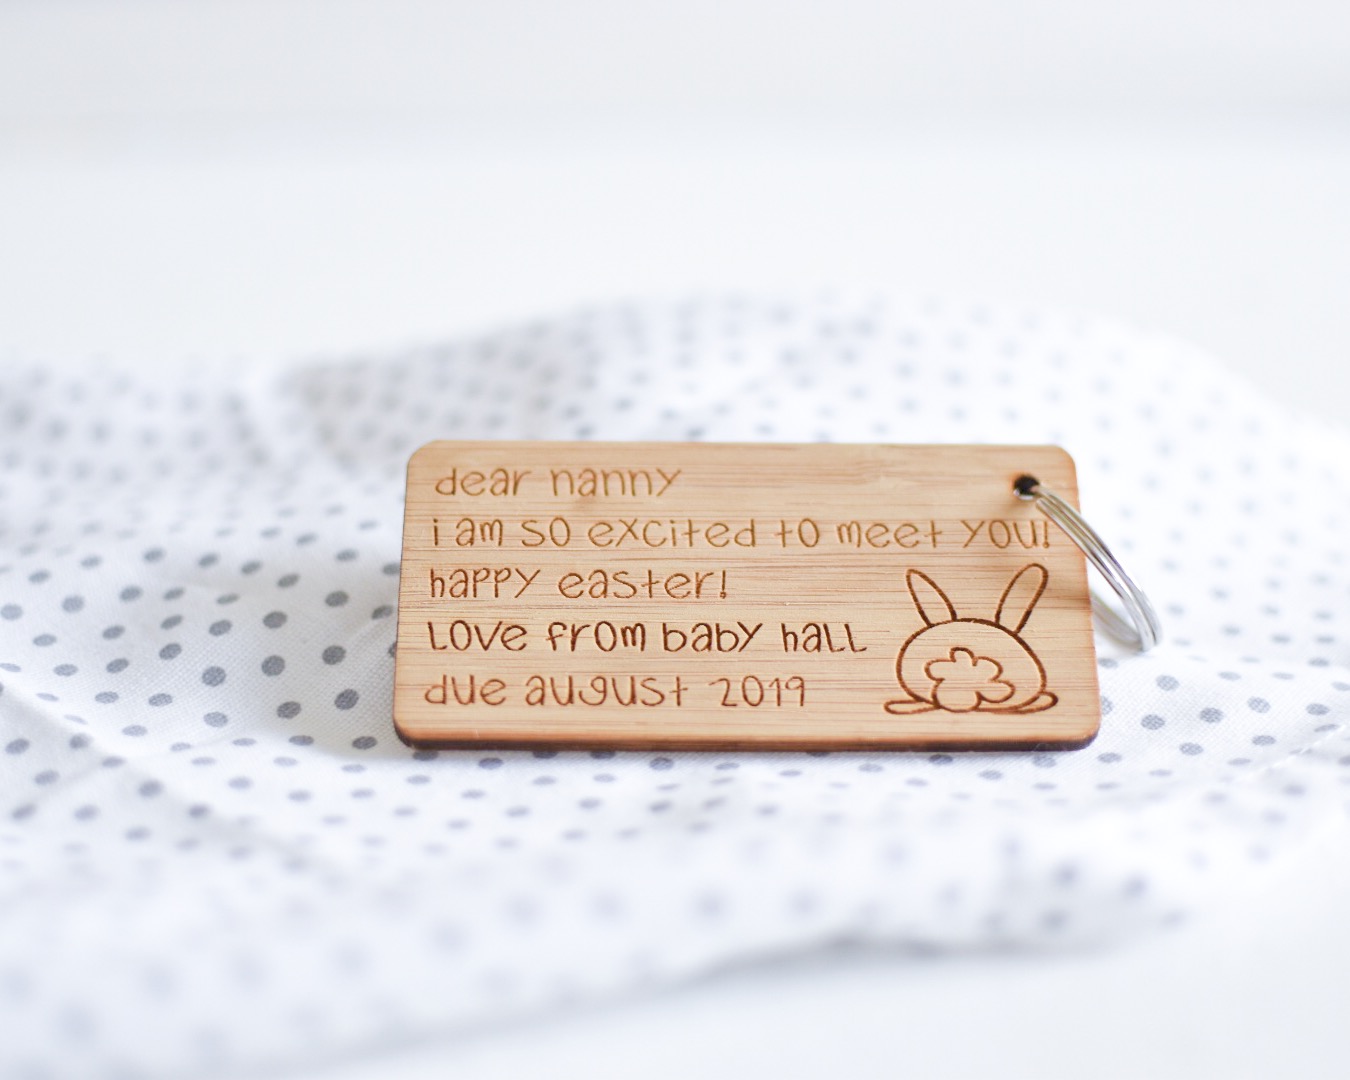 dear nanny
i am so excited to meet you!
happy easter!
love from baby hall
due august 2019